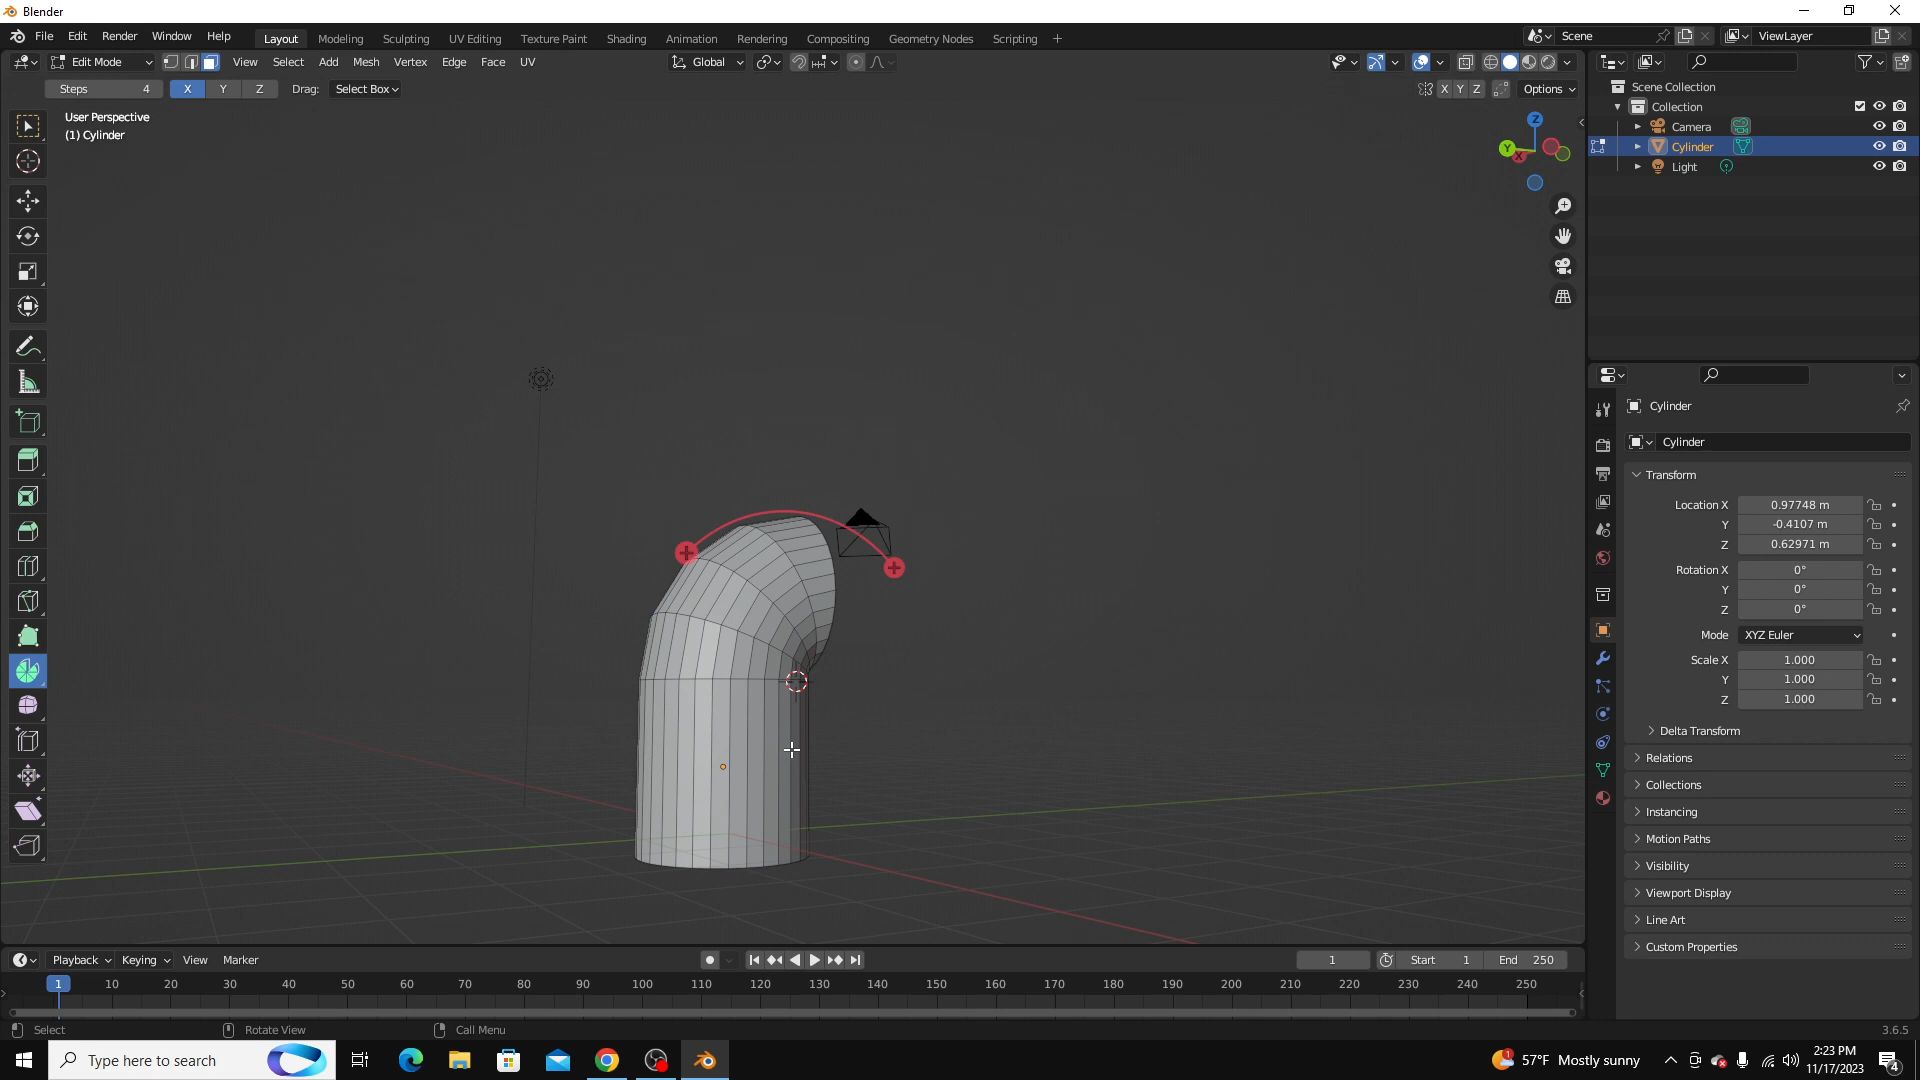 Blender
File Edit Render Window Help Layout Modeling Sculpting UV Editing Texture Paint Shading Animation Rendering Compositing Geometry Nodes Scripting + Scene ViewLayer
Edit Mode View Select Add Mesh Vertex Edge Face UV Global
Steps 4 X Y Z Drag: Select Box X Y Z Options
User Perspective
(1) Cylinder
Z
Y
X
Scene Collection
Collection
Camera
Cylinder
Light
Cylinder
Cylinder
Transform
Location X 0.97748 m
Y -0.4107 m
Z 0.62971 m
Rotation X 0°
Y 0°
Z 0°
Mode XYZ Euler
Scale X 1.000
Y 1.000
Z 1.000
Delta Transform
Relations
Collections
Instancing
Motion Paths
Visibility
Viewport Display
Line Art
Custom Properties
Playback Keying View Marker 1 Start 1 End 250
1 10 20 30 40 50 60 70 80 90 100 110 120 130 140 150 160 170 180 190 200 210 220 230 240 250
Select Rotate View Call Menu 3.6.5
Type here to search 1 57°F Mostly sunny 2:23 PM
11/17/2023 4